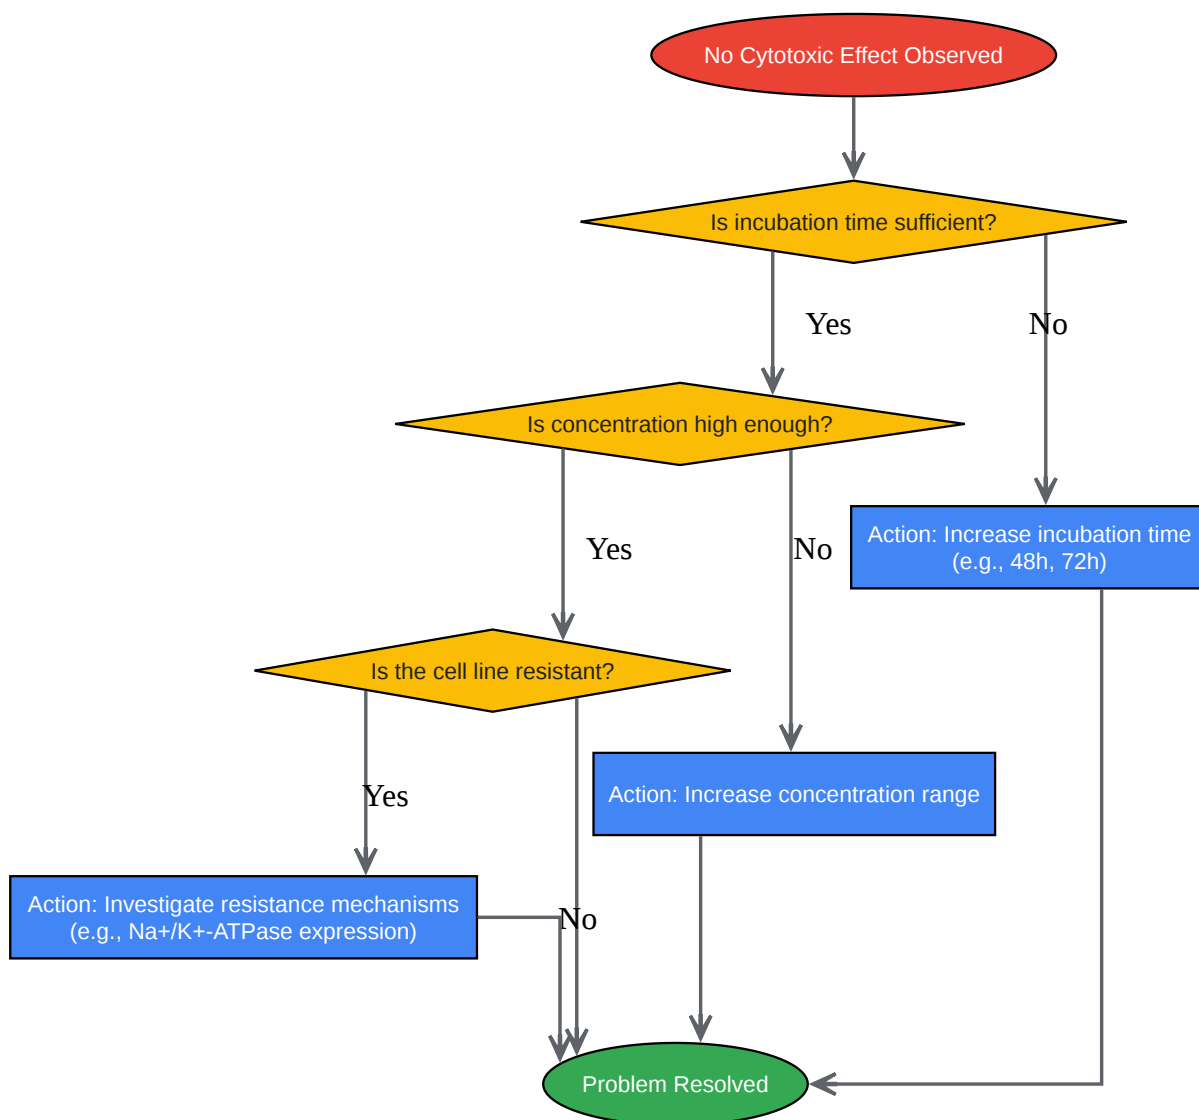 No Cytotoxic Effect Observed
Is incubation time sufficient?
Yes
No
Is concentration high enough?
Yes
No
Action: Increase incubation time
(e.g., 48h, 72h)
Is the cell line resistant?
Yes
Action: Increase concentration range
Action: Investigate resistance mechanisms
(e.g., Na+/K+-ATPase expression)
No
Problem Resolved